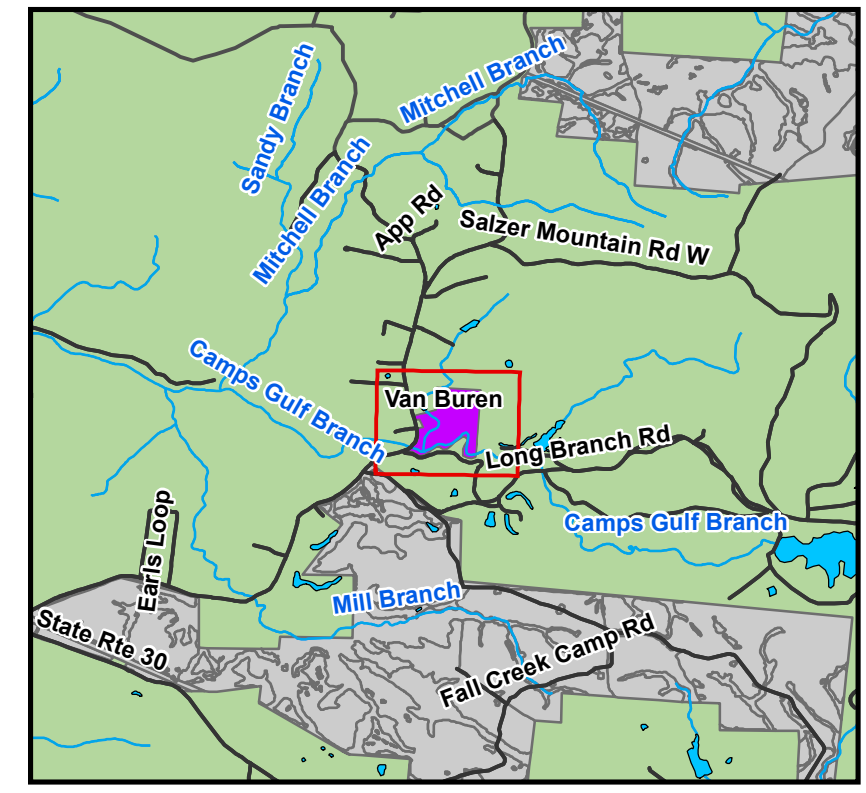 Mitchell Branch
Sandy Branch
Mitchell Branch
App Rd
Salzer Mountain Rd W
Camps Gulf Branch
Van Buren
Long Branch Rd
Camps Gulf Branch
Earls Loop
Mill Branch
State Rte 30
Fall Creek Camp Rd